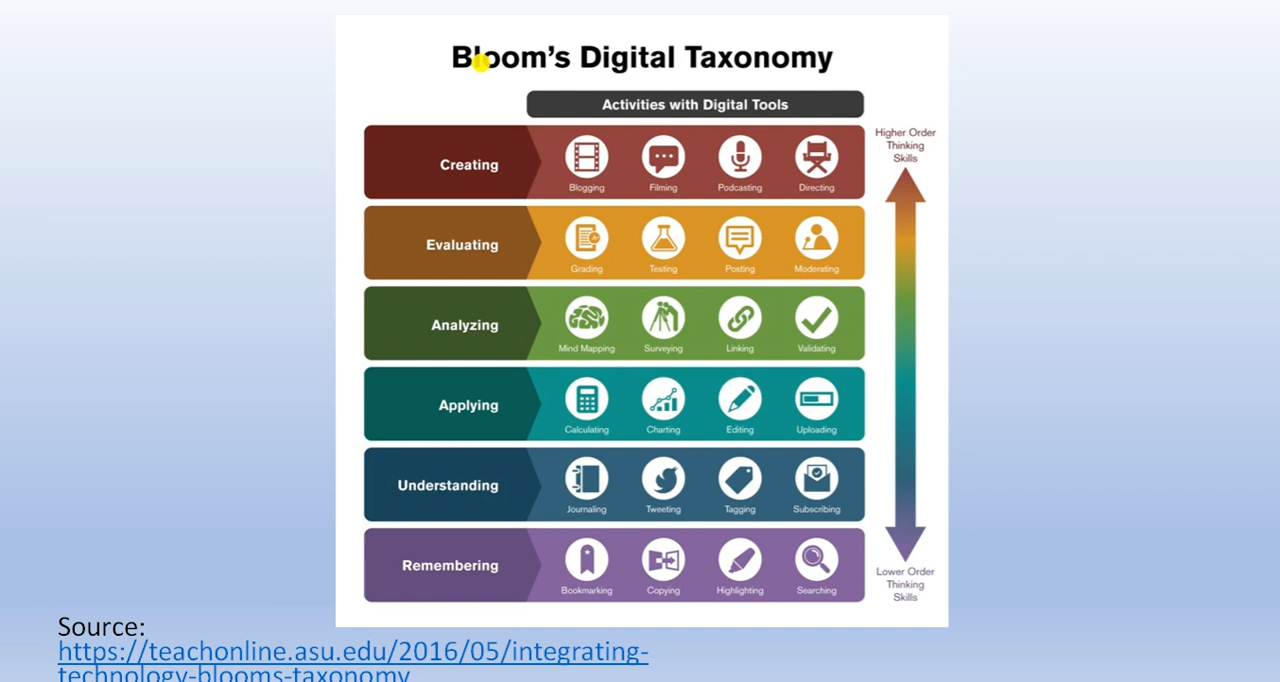 Bloom's Digital Taxonomy
Activities with Digital Tools
Higher Order
Thinking
Skills
Creating
Blogging Filming Podcasting Directing
Evaluating
Grading Testing Posting Moderating
Analyzing
Mind Mapping Surveying Linking Validating
Applying
Calculating Charting Editing Uploading
Understanding
Journaling Tweeting Tagging Subscribing
Remembering
Bookmarking Copying Highlighting Searching
Lower Order
Thinking
Skills
Source:
https://teachonline.asu.edu/2016/05/integrating-
technology-blooms-taxonomy